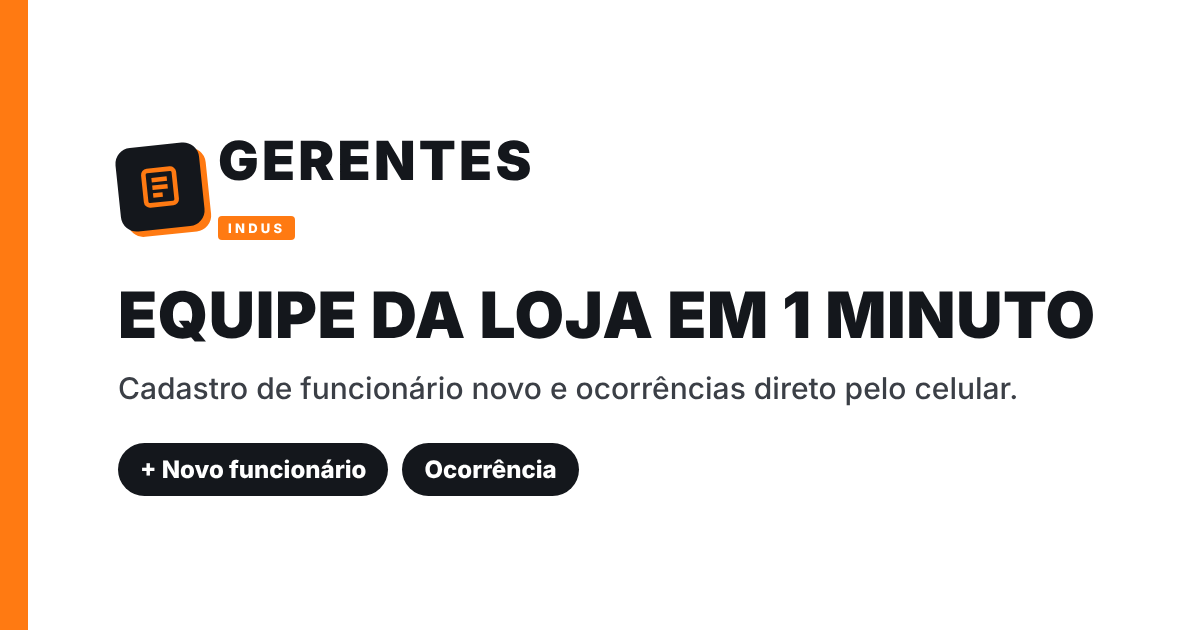 GERENTES
INDUS
EQUIPE DA LOJA EM 1 MINUTO
Cadastro de funcionário novo e ocorrências direto pelo celular.
+ Novo funcionário
Ocorrência